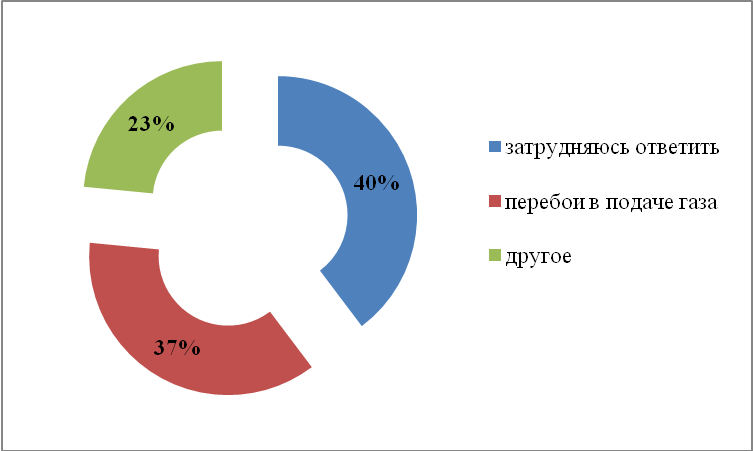 23%
40%
37%
затрудняюсь ответить
перебои в подаче газа
другое